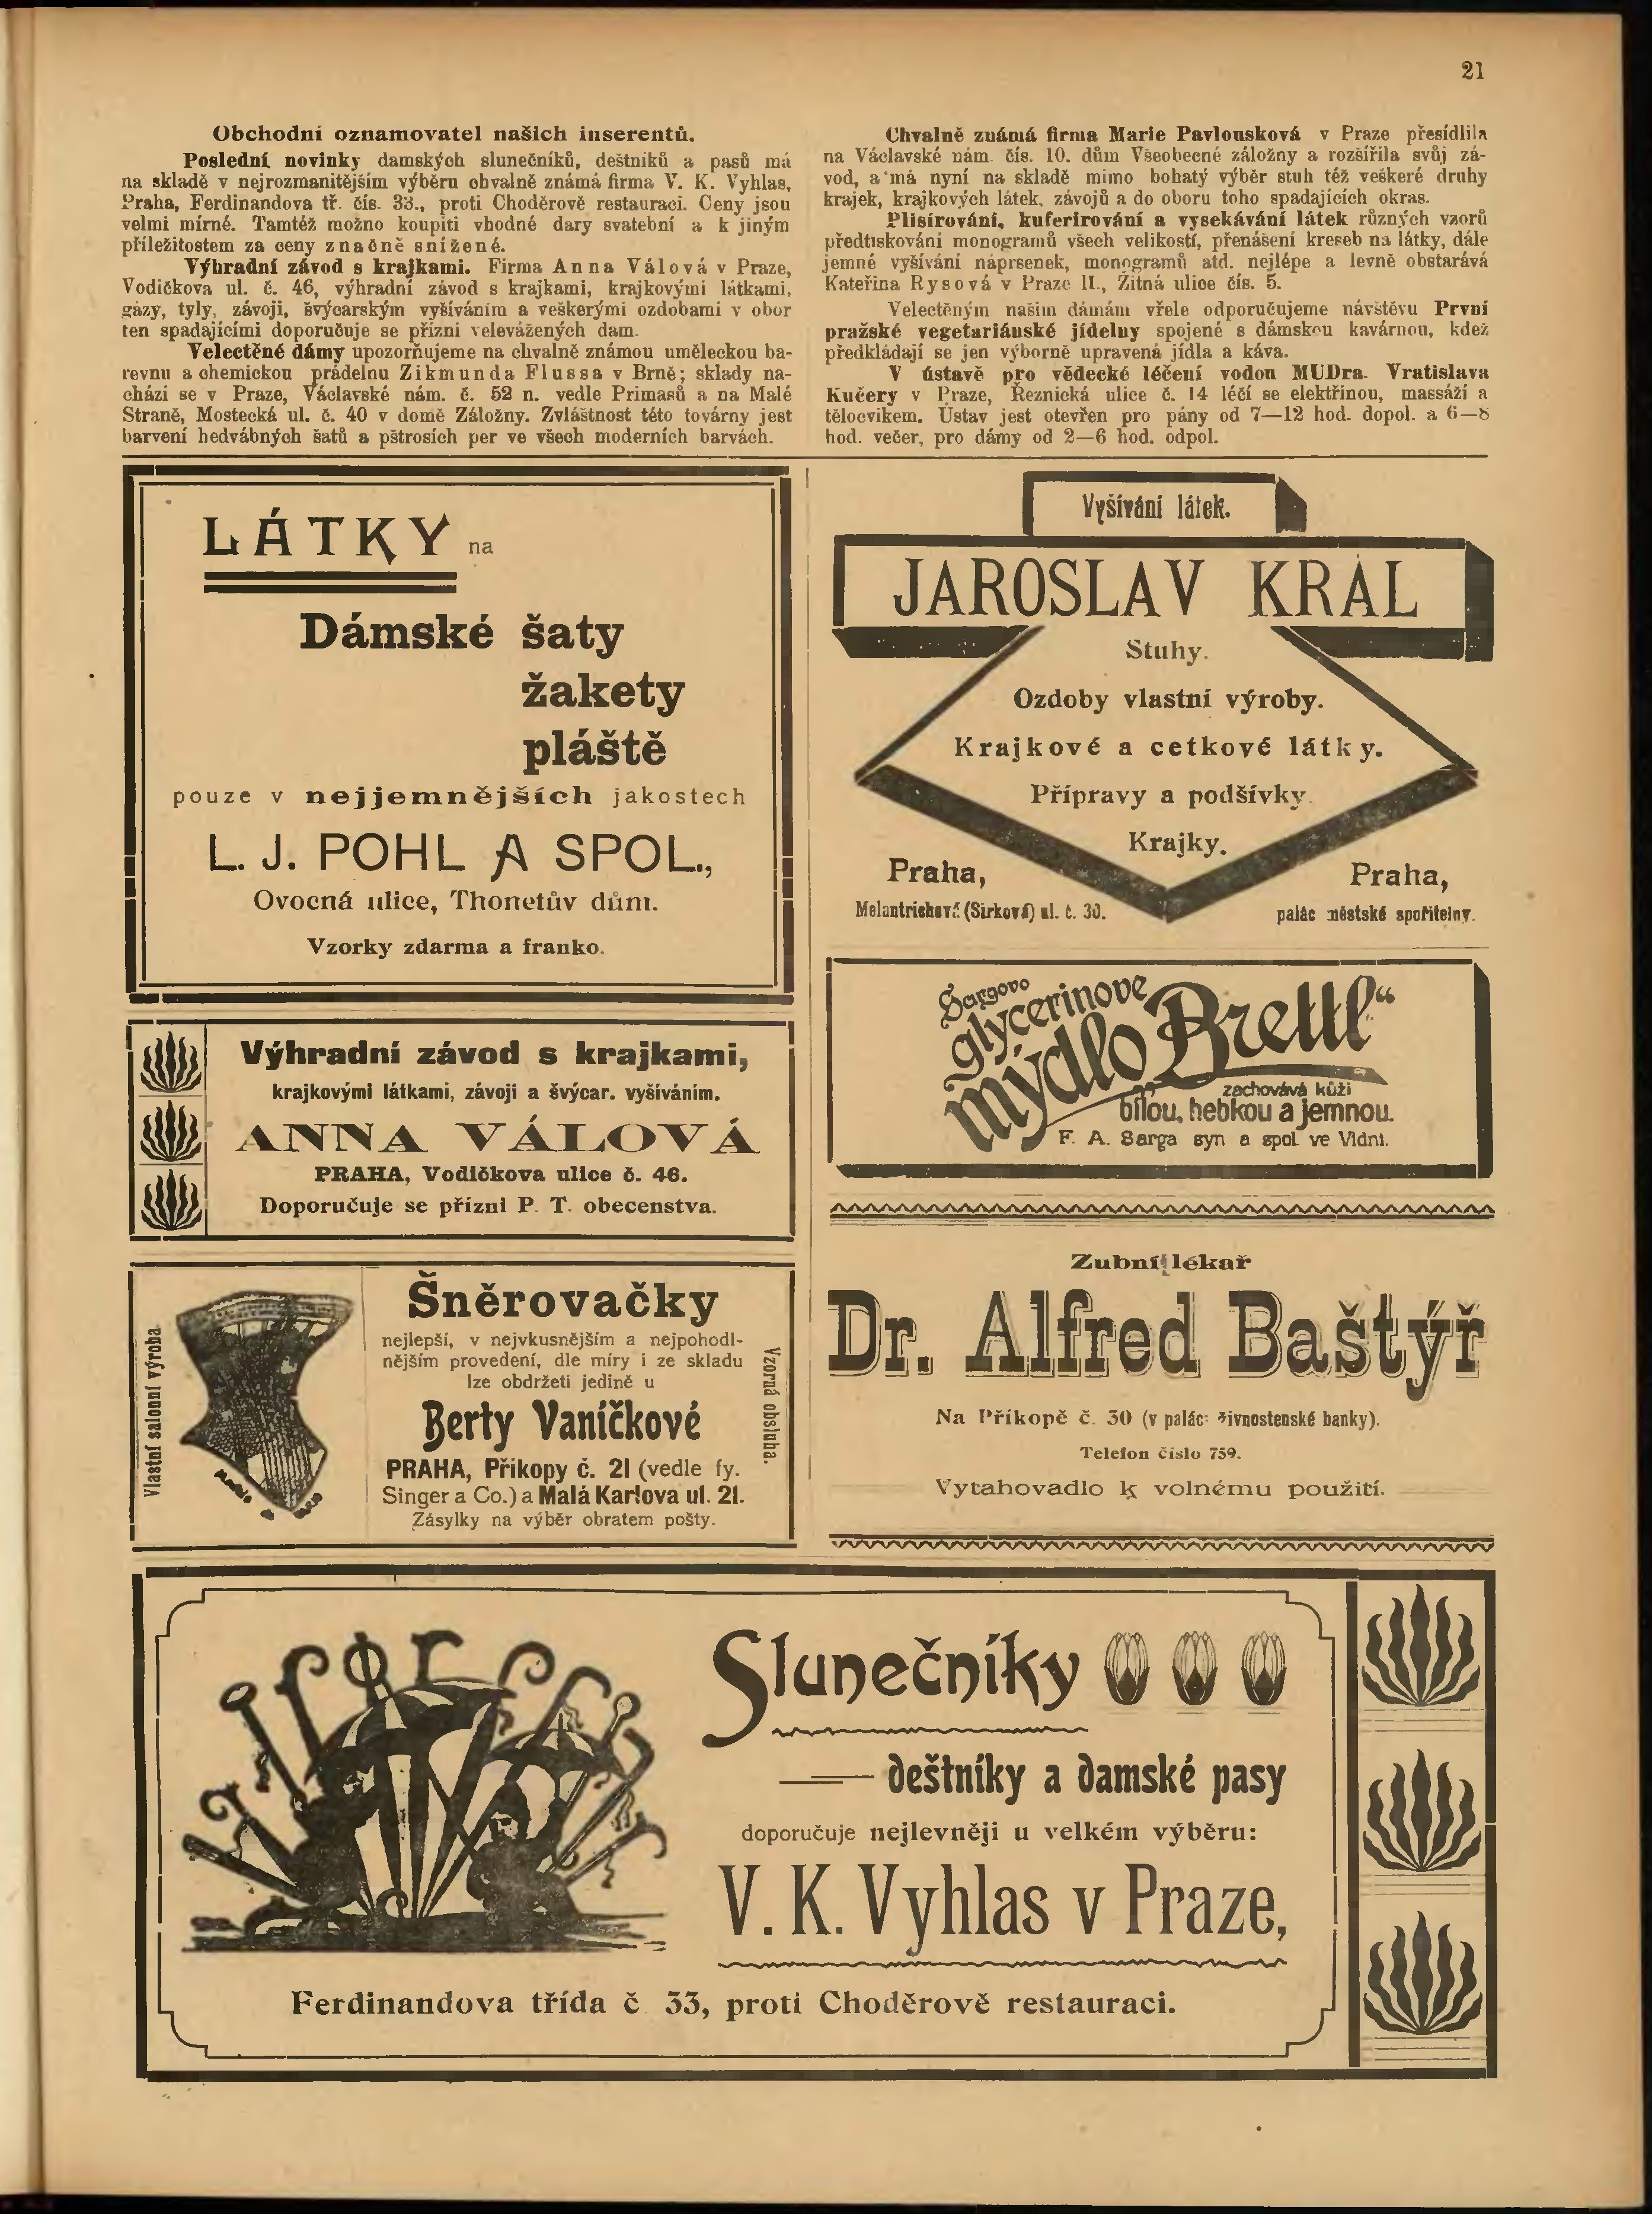 21
Obchodní oznamovatel našich inserentů.
Poslední novinky damských slunečníků, deštníků a pasů má
na skladě v nejrozmanitějším výběru chvalně známá firma V. K. Vyhlas,
Praha, Ferdinandova tř. čís. 33., proti Choděrově restauraci. Ceny jsou
velmi mírné. Tamtéž možno koupiti vhodné dary svatební a k jiným
příležitostem za ceny značně snížené.
Výhradní závod s krajkami. Firma Anna Válová v Praze,
Vodičkova ul. č. 46, výhradní závod s krajkami, krajkovými látkami,
gázy, tyly, závoji, švýcarským vyšíváním a veškerými ozdobami v obor
ten spadajícími doporučuje se přízni velevážených dam.
Velectěné dámy upozorňujeme na chvalně známou uměleckou ba-
revnu a chemickou prádelnu Zikmunda Flussa v Brně; sklady na-
chází se v Praze, Václavské nám. č. 52 n. vedle Primasů a na Malé
Straně, Mostecká ul. č. 40 v domě Záložny. Zvláštnost této továrny jest
barvení hedvábných šatů a pštrosích per ve všech moderních barvách.
Chvalně známá firma Marie Pavlousková v Praze přesídlila
na Václavské nám. čís. 10. dům Všeobecné záložny a rozšířila svůj zá-
vod, a má nyní na skladě mimo bohatý výběr stuh též veškeré druhy
krajek, krajkových látek, závojů a do oboru toho spadajících okras.
Plisírování, kuferirování a vysekávání látek různých vzorů
předtiskování monogramů všech velikostí, přenášení kreseb na látky, dále
jemné vyšívání náprsenek, monogramů atd. nejlépe a levně obstarává
Kateřina Rysová v Praze II., Žitná ulice čís. 5.
Velectěným našim dámám vřele odporučujeme návštěvu První
pražské vegetariánské jídelny spojené s dámskou kavárnou, kdež
předkládají se jen výborně upravená jídla a káva.
V ústavě pro vědecké léčení vodou MUDra. Vratislava
Kučery v Praze, Řeznická ulice č. 14 léčí se elektřinou, massáží a
tělocvikem. Ústav jest otevřen pro pány od 7—12 hod. dopol. a 6—8
hod. večer, pro dámy od 2—6 hod. odpol.
LÁTKY na
Dámské šaty
žakety
pláště
pouze v nejjemnějších jakostech
L. J. POHL A SPOL.,
Ovocná ulice, Thonetův dům.
Vzorky zdarma a franko.
Výhradní závod s krajkami,
krajkovými látkami, závoji a švýcar. vyšíváním.
ANNA VÁLOVÁ
PRAHA, Vodičkova ulice č. 46.
Doporučuje se přízni P. T. obecenstva.
Vlastní salonní výroba
Šněrovačky
nejlepší, v nejvkusnějším a nejpohodl-
nějším provedení, dle míry i ze skladu
lze obdržeti jedině u
Berty Vaníčkové
PRAHA, Příkopy č. 21 (vedle fy.
Singer a Co.) a Malá Karlova ul. 21.
Zásylky na výběr obratem pošty.
Vzorná obsluha.
Vyšívání látek.
JAROSLAV KRÁL
Stuhy.
Ozdoby vlastní výroby.
Krajkové a cetkové látky.
Přípravy a podšívky.
Krajky.
Praha,
Melantrichová (Sirková) ul. č. 30.
Praha,
palác městské spořitelny.
Sargovo
glycerinové
mýdlo „Brettl“
zachovává kůži
bílou, hebkou a jemnou.
F. A. Sarga syn a spol. ve Vídni.
Zubní lékař
Dr. Alfred Baštýř
Na Příkopě č. 30 (v palác- živnostenské banky).
Telefon číslo 759.
Vytahovadlo k volnému použití.
Slunečníky
deštníky a damské pasy
doporučuje nejlevněji u velkém výběru:
V. K. Vyhlas v Praze,
Ferdinandova třída č 33, proti Choděrově restauraci.